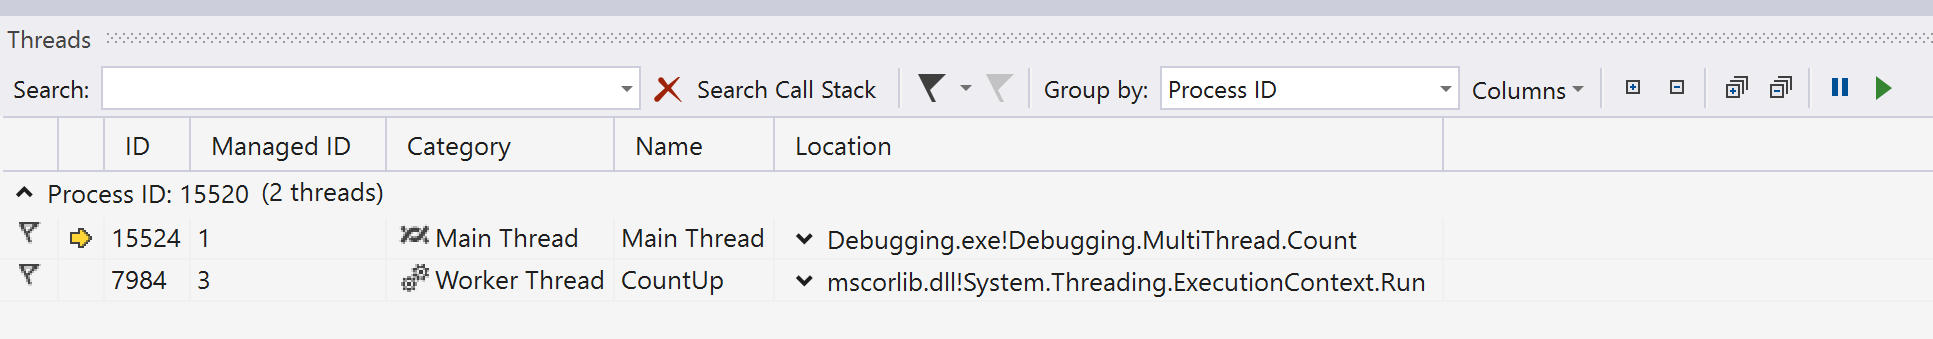 Threads
Search: Search Call Stack Group by: Process ID Columns
ID Managed ID Category Name Location
Process ID: 15520 (2 threads)
15524 1 Main Thread Main Thread Debugging.exe!Debugging.MultiThread.Count
7984 3 Worker Thread CountUp mscorlib.dll!System.Threading.ExecutionContext.Run